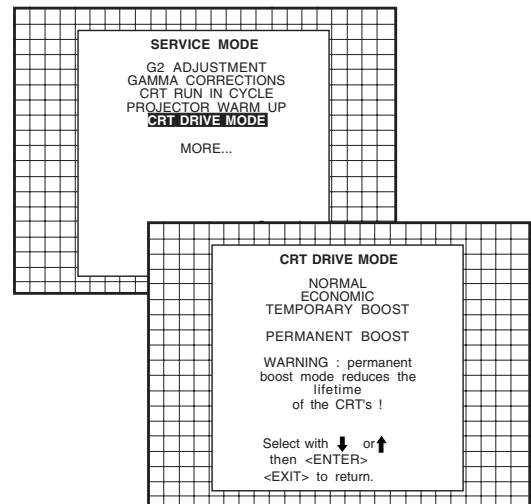 SERVICE MODE
G2 ADJUSTMENT
GAMMA CORRECTIONS
CRT RUN IN CYCLE
PROJECTOR WARM UP
CRT DRIVE MODE
MORE...
CRT DRIVE MODE
NORMAL
ECONOMIC
TEMPORARY BOOST
PERMANENT BOOST
WARNING : permanent
boost mode reduces the
lifetime
of the CRT's !
Select with ↓ or ↑
then <ENTER>
<EXIT> to return.